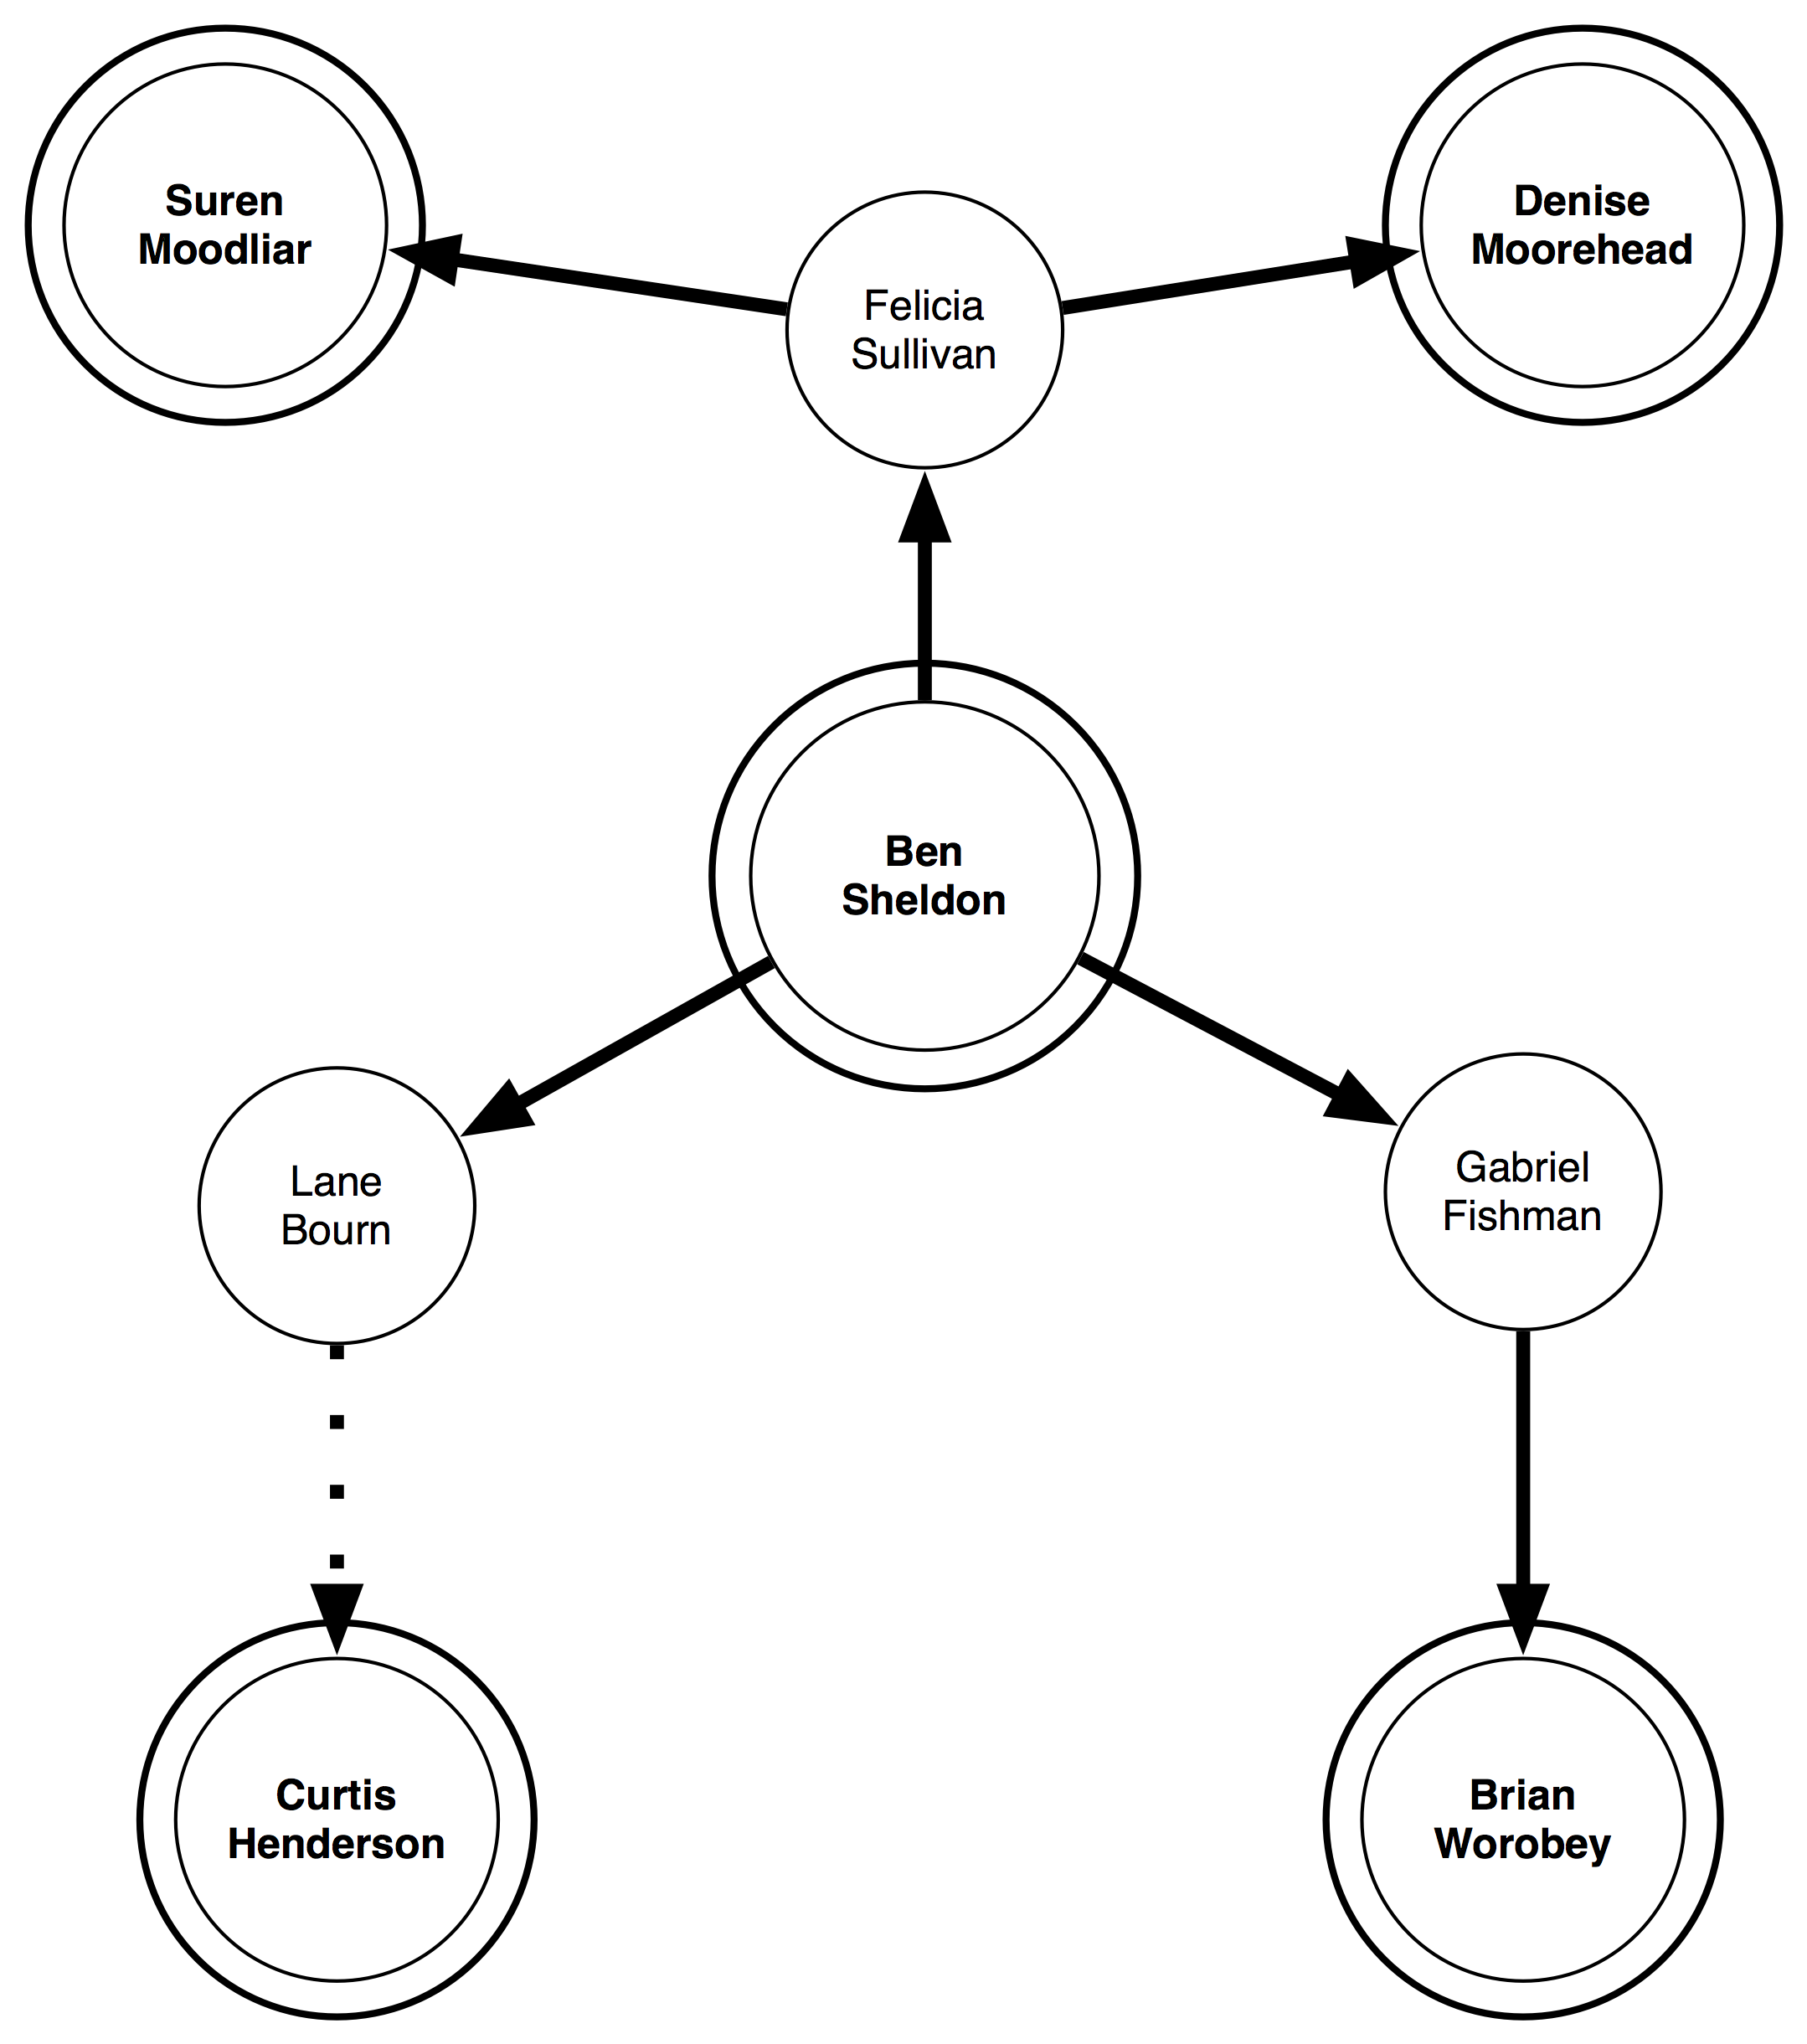 Suren
Moodliar
Denise
Moorehead
Felicia
Sullivan
Ben
Sheldon
Lane
Bourn
Gabriel
Fishman
Curtis
Henderson
Brian
Worobey